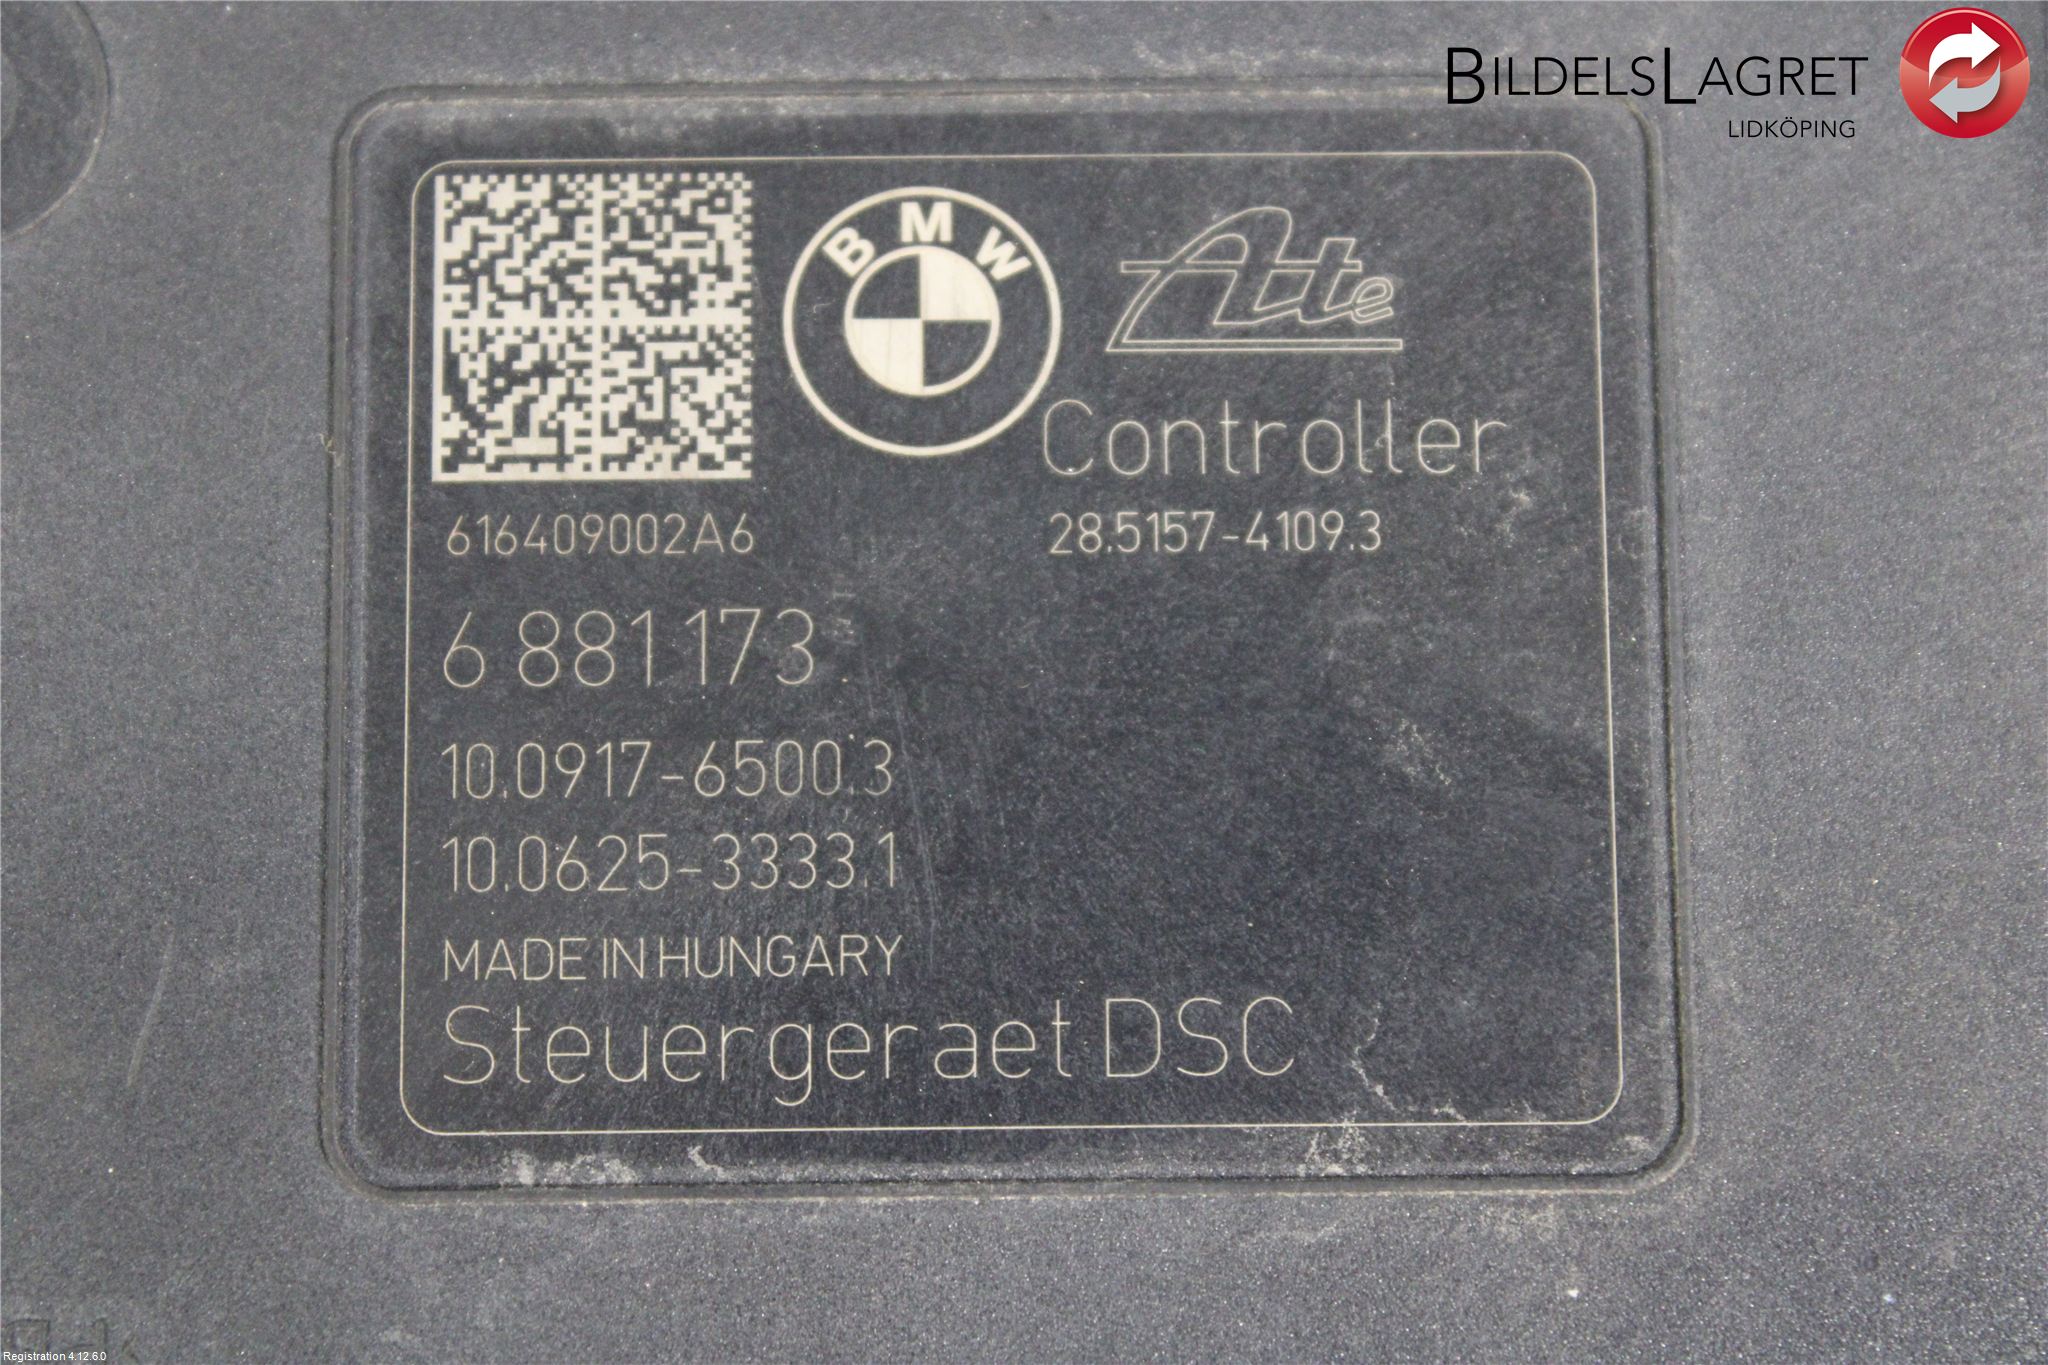 BILDELSLAGRET
LIDKÖPING
BMW
Ate
Controller
616409002A6
28.5157-4109.3
6 881 173
10.0917-6500.3
10.0625-3333.1
MADE IN HUNGARY
Steuergeraet DSC
Registration 4.12.6.0